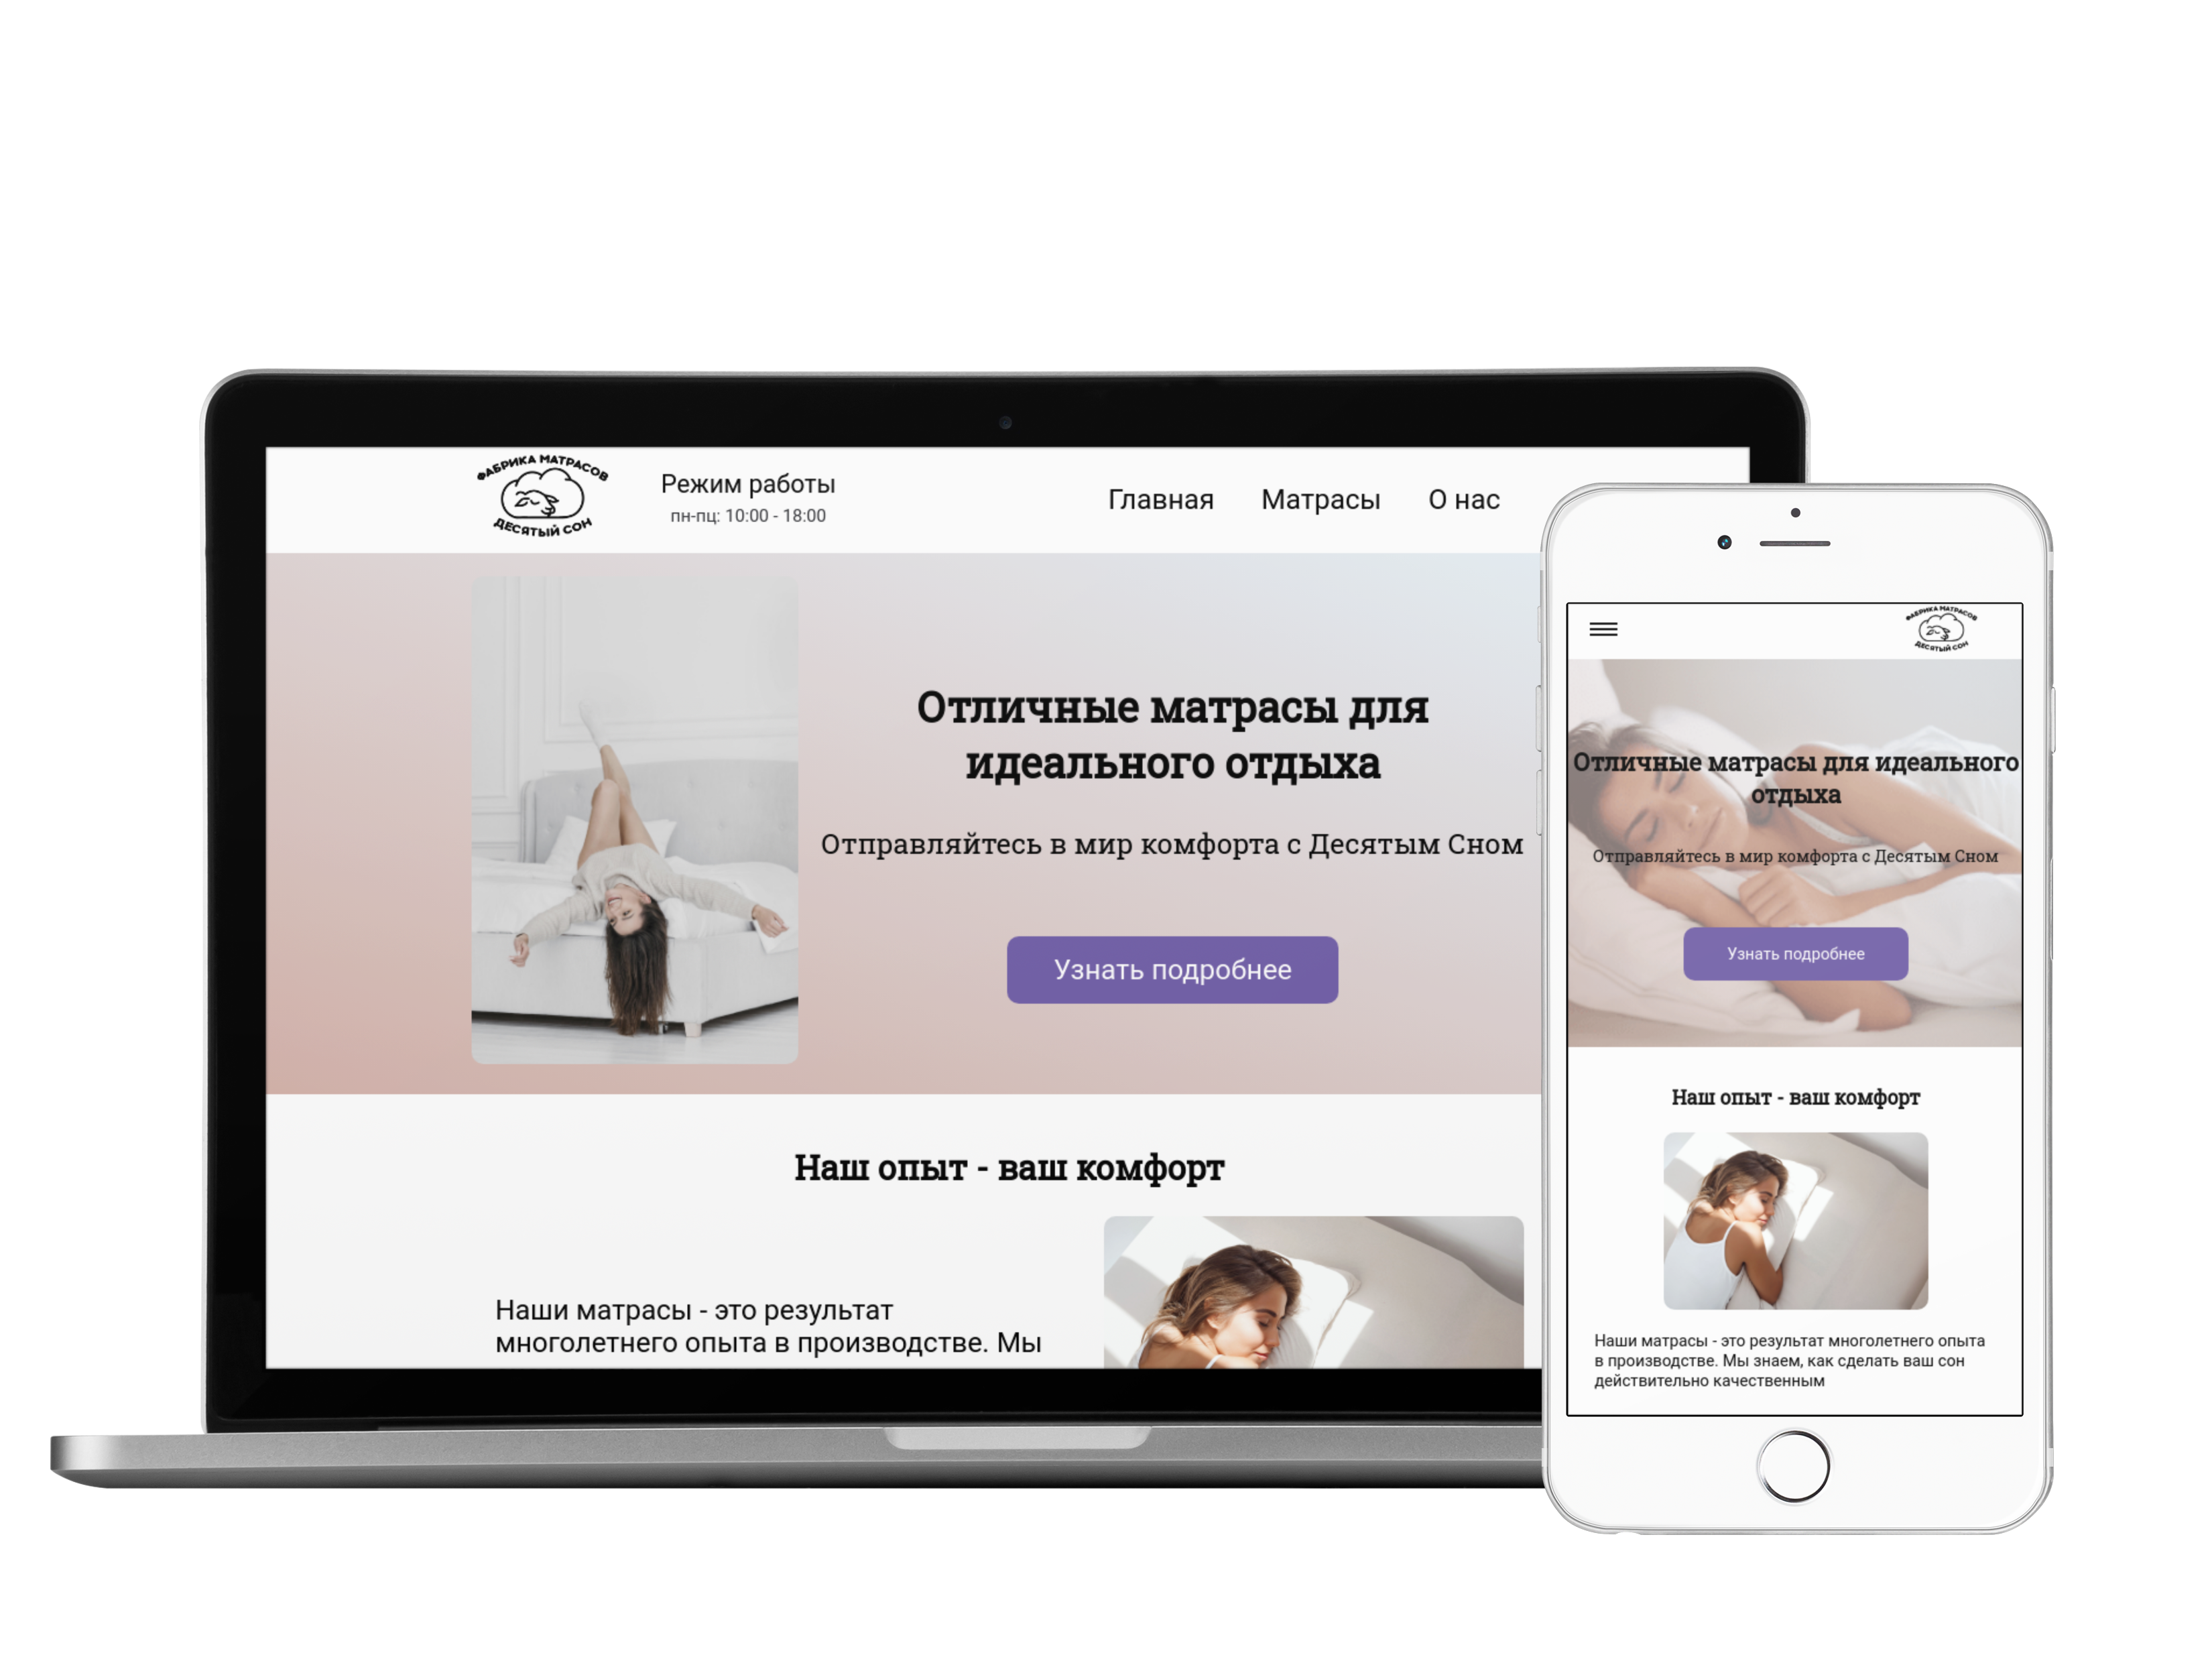 ФАБРИКА МАТРАСОВ
ДЕСЯТЫЙ СОН
Режим работы
пн-пц: 10:00 - 18:00
Главная Матрасы О нас
Отличные матрасы для
идеального отдыха
Отправляйтесь в мир комфорта с Десятым Сном
Узнать подробнее
Наш опыт - ваш комфорт
Наши матрасы - это результат
многолетнего опыта в производстве. Мы
ФАБРИКА МАТРАСОВ
ДЕСЯТЫЙ СОН
Отличные матрасы для идеального
отдыха
Отправляйтесь в мир комфорта с Десятым Сном
Узнать подробнее
Наш опыт - ваш комфорт
Наши матрасы - это результат многолетнего опыта
в производстве. Мы знаем, как сделать ваш сон
действительно качественным